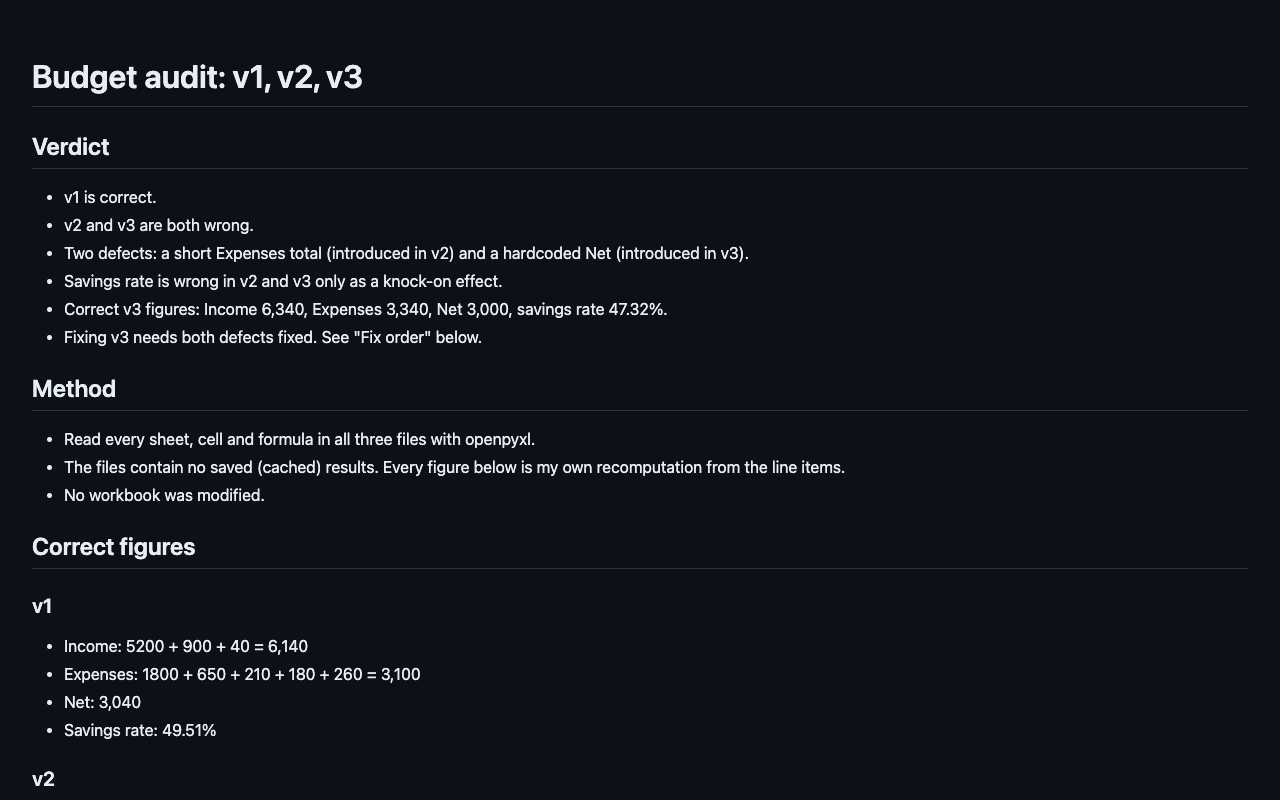 Budget audit: v1, v2, v3
Verdict
• v1 is correct.
• v2 and v3 are both wrong.
• Two defects: a short Expenses total (introduced in v2) and a hardcoded Net (introduced in v3).
• Savings rate is wrong in v2 and v3 only as a knock-on effect.
• Correct v3 figures: Income 6,340, Expenses 3,340, Net 3,000, savings rate 47.32%.
• Fixing v3 needs both defects fixed. See "Fix order" below.
Method
• Read every sheet, cell and formula in all three files with openpyxl.
• The files contain no saved (cached) results. Every figure below is my own recomputation from the line items.
• No workbook was modified.
Correct figures
v1
• Income: 5200 + 900 + 40 = 6,140
• Expenses: 1800 + 650 + 210 + 180 + 260 = 3,100
• Net: 3,040
• Savings rate: 49.51%
v2